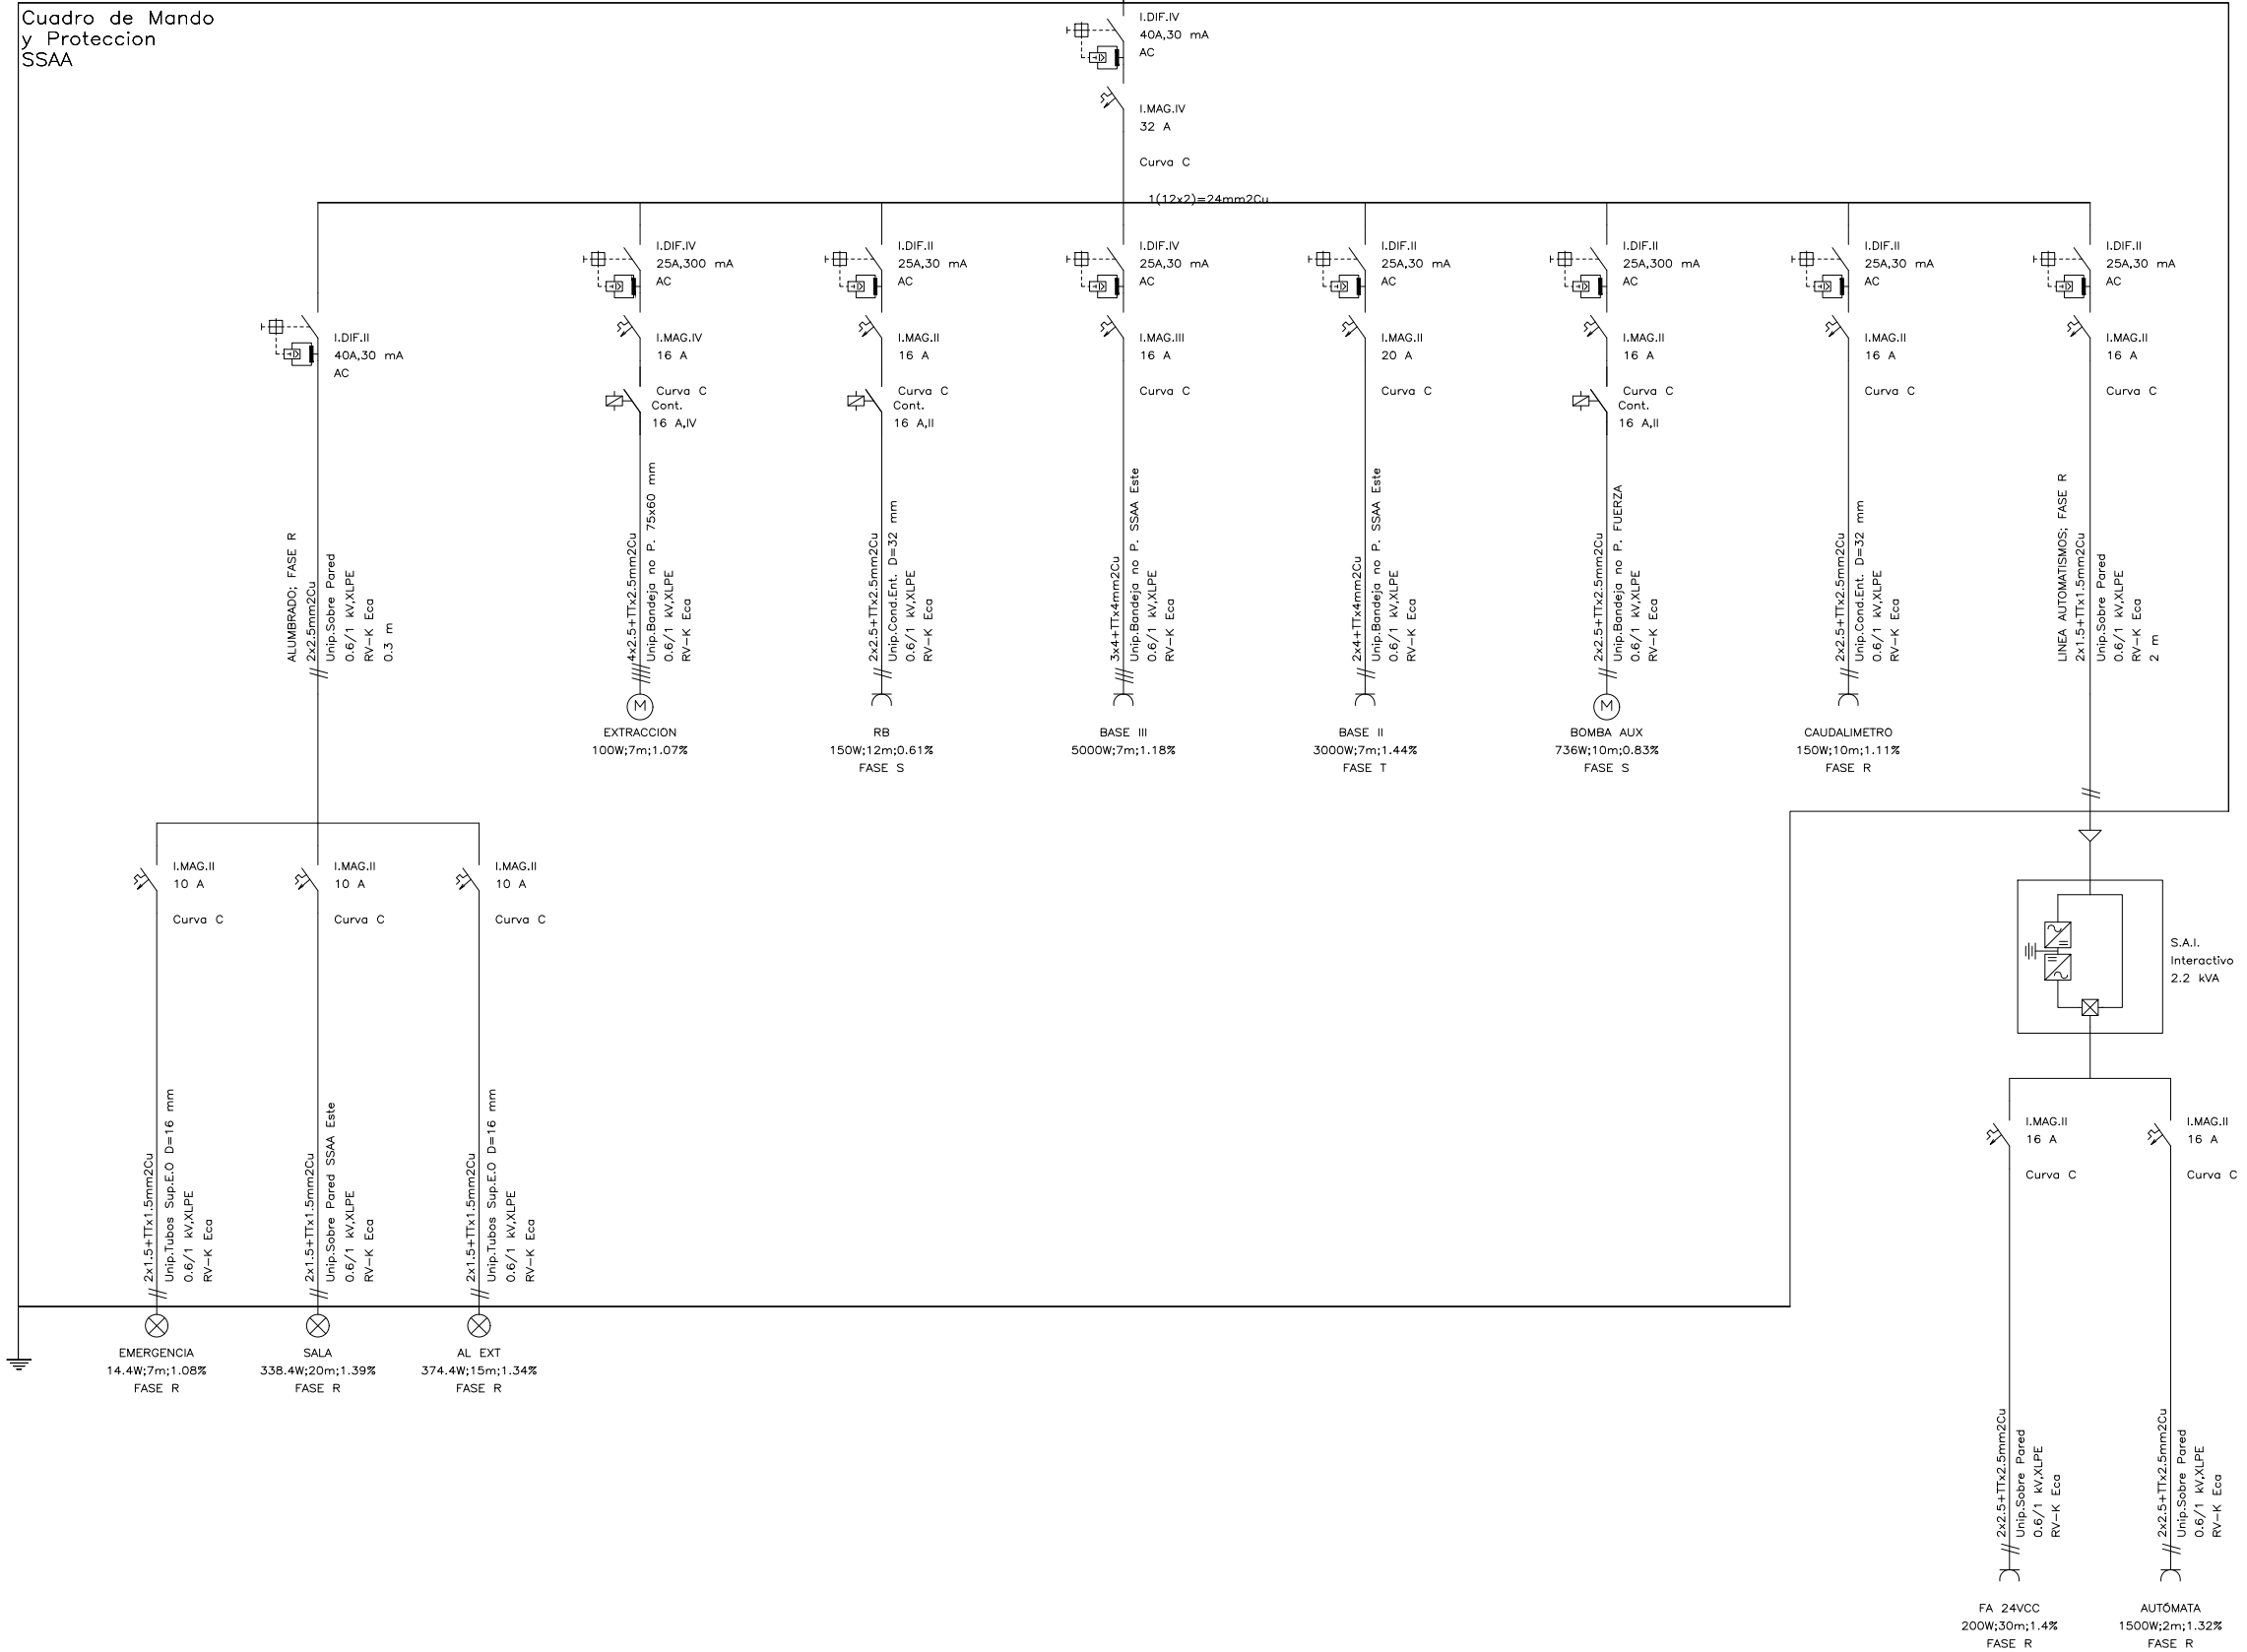 Cuadro de Mando
y Proteccion
SSAA
I.DIF.IV
40A,30 mA
AC
I.MAG.IV
32 A
Curva C
1(12x2)=24mm2Cu
I.DIF.II
40A,30 mA
AC
ALUMBRADO; FASE R
2x2.5mm2Cu
Unip.Sobre Pared
0.6/1 kV,XLPE
RV-K Eca
0.3 m
I.DIF.IV
25A,300 mA
AC
I.MAG.IV
16 A
Curva C
Cont.
16 A,IV
4x2.5+TTx2.5mm2Cu
Unip.Bandeja no P. 75x60 mm
0.6/1 kV,XLPE
RV-K Eca
M
EXTRACCION
100W;7m;1.07%
I.DIF.II
25A,30 mA
AC
I.MAG.II
16 A
Curva C
Cont.
16 A,II
2x2.5+TTx2.5mm2Cu
Unip.Cond.Ent. D=32 mm
0.6/1 kV,XLPE
RV-K Eca
RB
150W;12m;0.61%
FASE S
I.DIF.IV
25A,30 mA
AC
I.MAG.III
16 A
Curva C
3x4+TTx4mm2Cu
Unip.Bandeja no P. SSAA Este
0.6/1 kV,XLPE
RV-K Eca
BASE III
5000W;7m;1.18%
I.DIF.II
25A,30 mA
AC
I.MAG.II
20 A
Curva C
2x4+TTx4mm2Cu
Unip.Bandeja no P. SSAA Este
0.6/1 kV,XLPE
RV-K Eca
BASE II
3000W;7m;1.44%
FASE T
I.DIF.II
25A,300 mA
AC
I.MAG.II
16 A
Curva C
Cont.
16 A,II
2x2.5+TTx2.5mm2Cu
Unip.Bandeja no P. FUERZA
0.6/1 kV,XLPE
RV-K Eca
M
BOMBA AUX
736W;10m;0.83%
FASE S
I.DIF.II
25A,30 mA
AC
I.MAG.II
16 A
Curva C
2x2.5+TTx2.5mm2Cu
Unip.Cond.Ent. D=32 mm
0.6/1 kV,XLPE
RV-K Eca
CAUDALIMETRO
150W;10m;1.11%
FASE R
I.DIF.II
25A,30 mA
AC
I.MAG.II
16 A
Curva C
LINEA AUTOMATISMOS; FASE R
2x1.5+TTx1.5mm2Cu
Unip.Sobre Pared
0.6/1 kV,XLPE
RV-K Eca
2 m
I.MAG.II
10 A
Curva C
2x1.5+TTx1.5mm2Cu
Unip.Tubos Sup.E.O D=16 mm
0.6/1 kV,XLPE
RV-K Eca
EMERGENCIA
14.4W;7m;1.08%
FASE R
I.MAG.II
10 A
Curva C
2x1.5+TTx1.5mm2Cu
Unip.Sobre Pared SSAA Este
0.6/1 kV,XLPE
RV-K Eca
SALA
338.4W;20m;1.39%
FASE R
I.MAG.II
10 A
Curva C
2x1.5+TTx1.5mm2Cu
Unip.Tubos Sup.E.O D=16 mm
0.6/1 kV,XLPE
RV-K Eca
AL EXT
374.4W;15m;1.34%
FASE R
S.A.I.
Interactivo
2.2 kVA
I.MAG.II
16 A
Curva C
2x2.5+TTx2.5mm2Cu
Unip.Sobre Pared
0.6/1 kV,XLPE
RV-K Eca
FA 24VCC
200W;30m;1.4%
FASE R
I.MAG.II
16 A
Curva C
2x2.5+TTx2.5mm2Cu
Unip.Sobre Pared
0.6/1 kV,XLPE
RV-K Eca
AUTÓMATA
1500W;2m;1.32%
FASE R